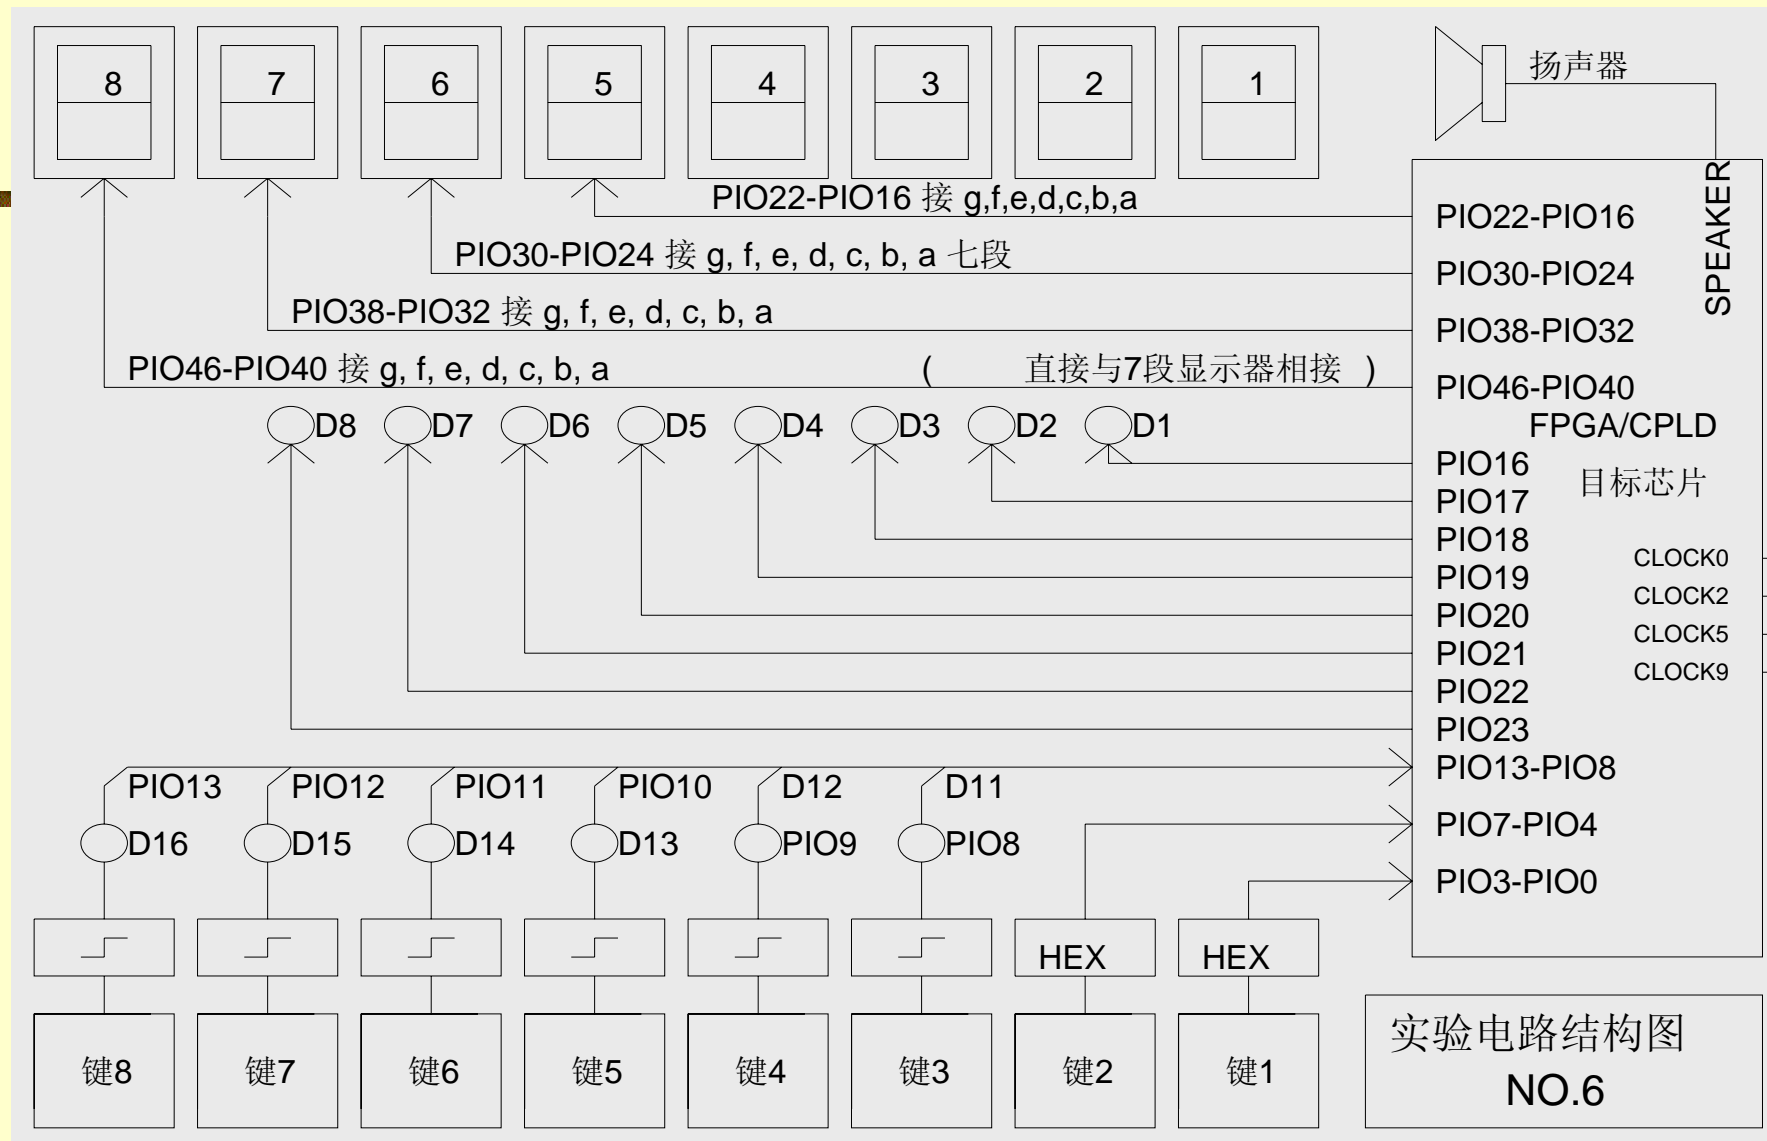 8 7 6 5 4 3 2 1
扬声器
SPEAKER
PIO22-PIO16 接 g,f,e,d,c,b,a
PIO22-PIO16
PIO30-PIO24 接 g, f, e, d, c, b, a 七段
PIO30-PIO24
PIO38-PIO32 接 g, f, e, d, c, b, a
PIO38-PIO32
PIO46-PIO40 接 g, f, e, d, c, b, a ( 直接与7段显示器相接 )
PIO46-PIO40
D8 D7 D6 D5 D4 D3 D2 D1
FPGA/CPLD
目标芯片
PIO16
PIO17
PIO18
PIO19
PIO20
PIO21
PIO22
PIO23
CLOCK0
CLOCK2
CLOCK5
CLOCK9
PIO13-PIO8
PIO7-PIO4
PIO3-PIO0
PIO13 PIO12 PIO11 PIO10 D12 D11
D16 D15 D14 D13 PIO9 PIO8
HEX HEX
键8 键7 键6 键5 键4 键3 键2 键1
实验电路结构图
NO.6